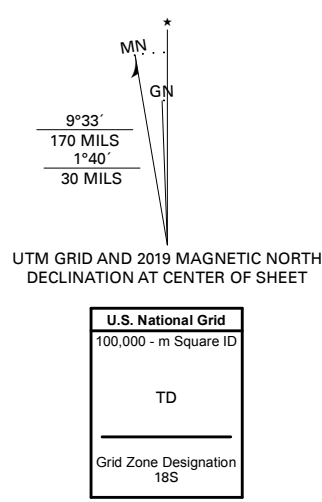 ★
MN
GN
9°33´
170 MILS
1°40´
30 MILS
UTM GRID AND 2019 MAGNETIC NORTH
DECLINATION AT CENTER OF SHEET
U.S. National Grid
100,000 - m Square ID
TD
Grid Zone Designation
18S